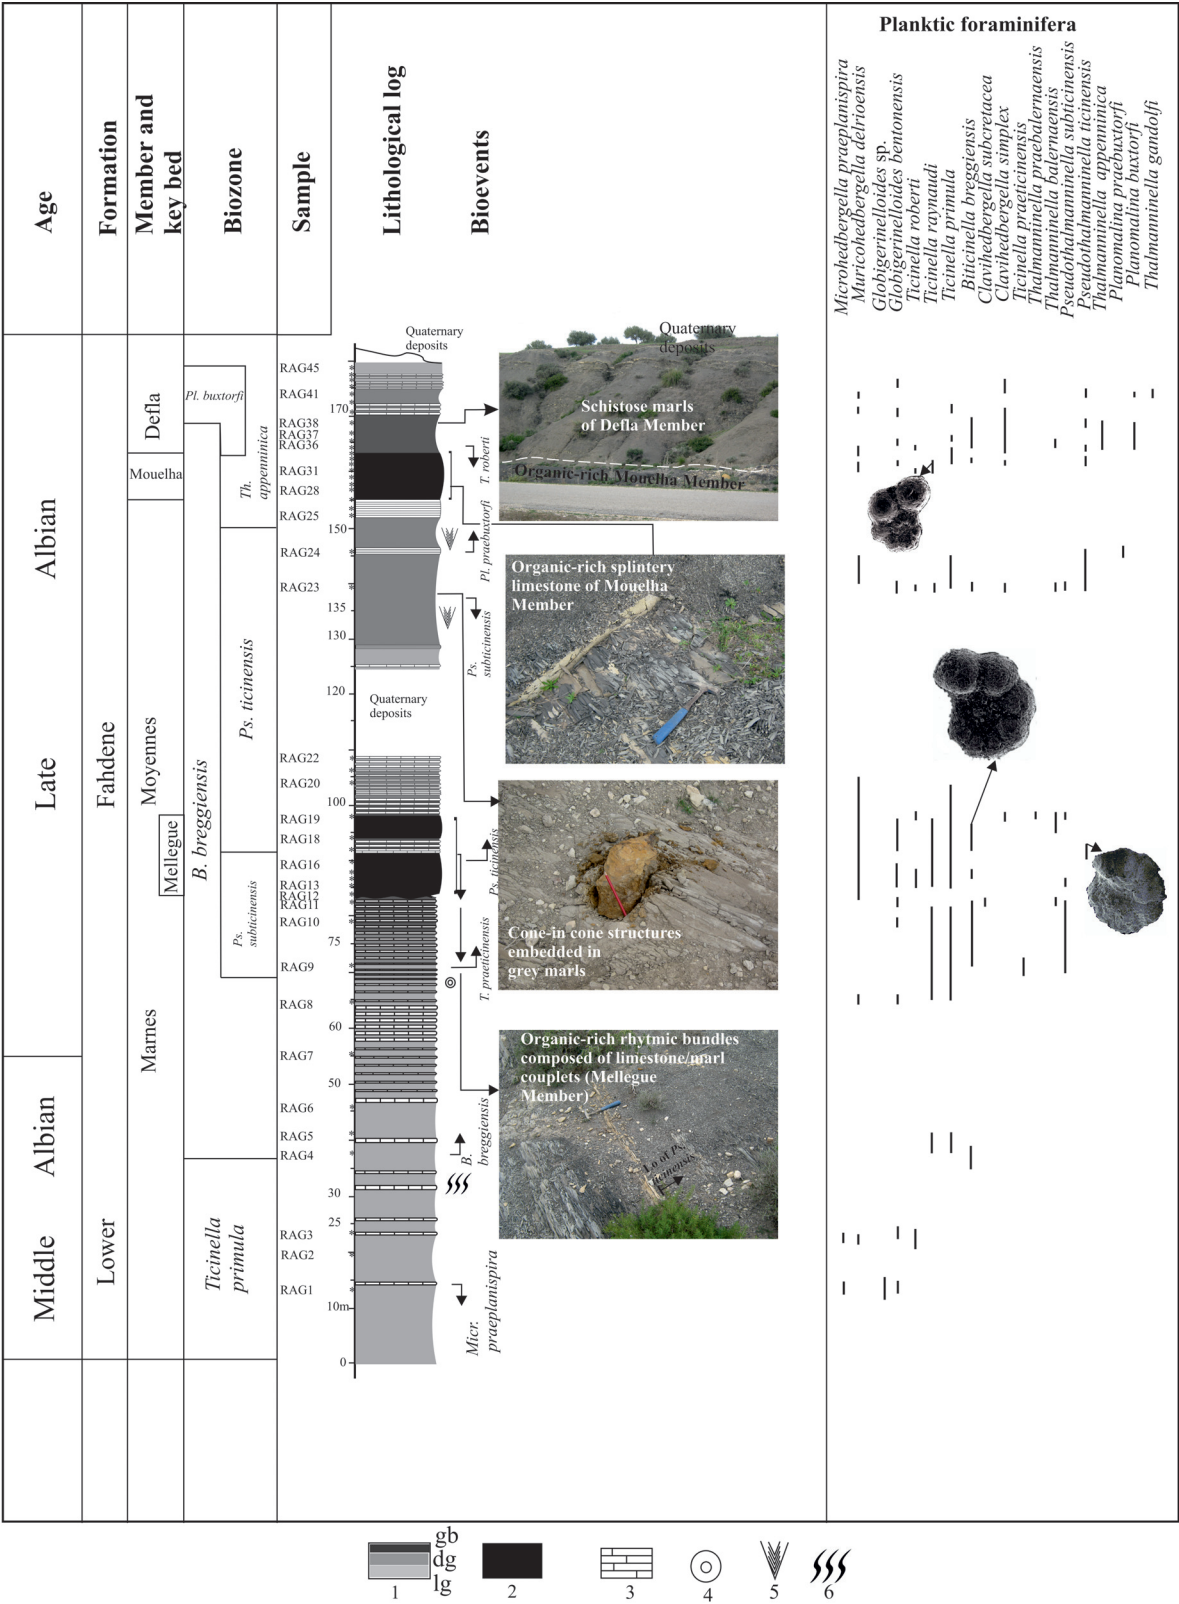 Age
Formation
Member and
key bed
Biozone
Sample
Lithological log
Bioevents
Planktic foraminifera
Microhedbergella praeplanispira
Muricohedbergella delrioensis
Globigerinelloides sp.
Globigerinelloides bentonensis
Ticinella roberti
Ticinella raynaudi
Ticinella primula
Biticinella breggiensis
Clavihedbergella subcretacea
Clavihedbergella simplex
Ticinella praeticinensis
Thalmanninella praebalernaensis
Thalmanninella balernaensis
Pseudothalmanninella subticinensis
Pseudothalmanninella ticinensis
Thalmanninella appenninica
Planomalina praebuxtorfi
Planomalina buxtorfi
Thalmanninella gandolfi
Late
Albian
Middle
Albian
Lower
Fahdene
Marnes
Moyennes
Mellegue
Mouelha
Defla
Ticinella
primula
B. breggiensis
Ps.
subticinensis
Ps. ticinensis
Th.
appenninica
Pl. buxtorfi
RAG45
RAG41
RAG38
RAG37
RAG36
RAG31
RAG28
RAG25
RAG24
RAG23
RAG22
RAG20
RAG19
RAG18
RAG16
RAG13
RAG12
RAG11
RAG10
RAG9
RAG8
RAG7
RAG6
RAG5
RAG4
RAG3
RAG2
RAG1
170
150
135
130
120
100
75
60
50
30
25
10m
0
Quaternary
deposits
Quaternary
deposits
T. roberti
Pl. praebuxtorfi
Ps.
subticinensis
Ps. ticinensis
T. praeticinensis
B.
breggiensis
Micr.
praeplanispira
Quaternary
deposits
Schistose marls
of Defla Member
Organic-rich Mouelha Member
Organic-rich splintery
limestone of Mouelha
Member
Cone-in cone structures
embedded in
grey marls
Organic-rich rhytmic bundles
composed of limestone/marl
couplets (Mellegue
Member)
Lo of Ps.
ticinensis
gb
dg
lg
1
2
3
4
5
6